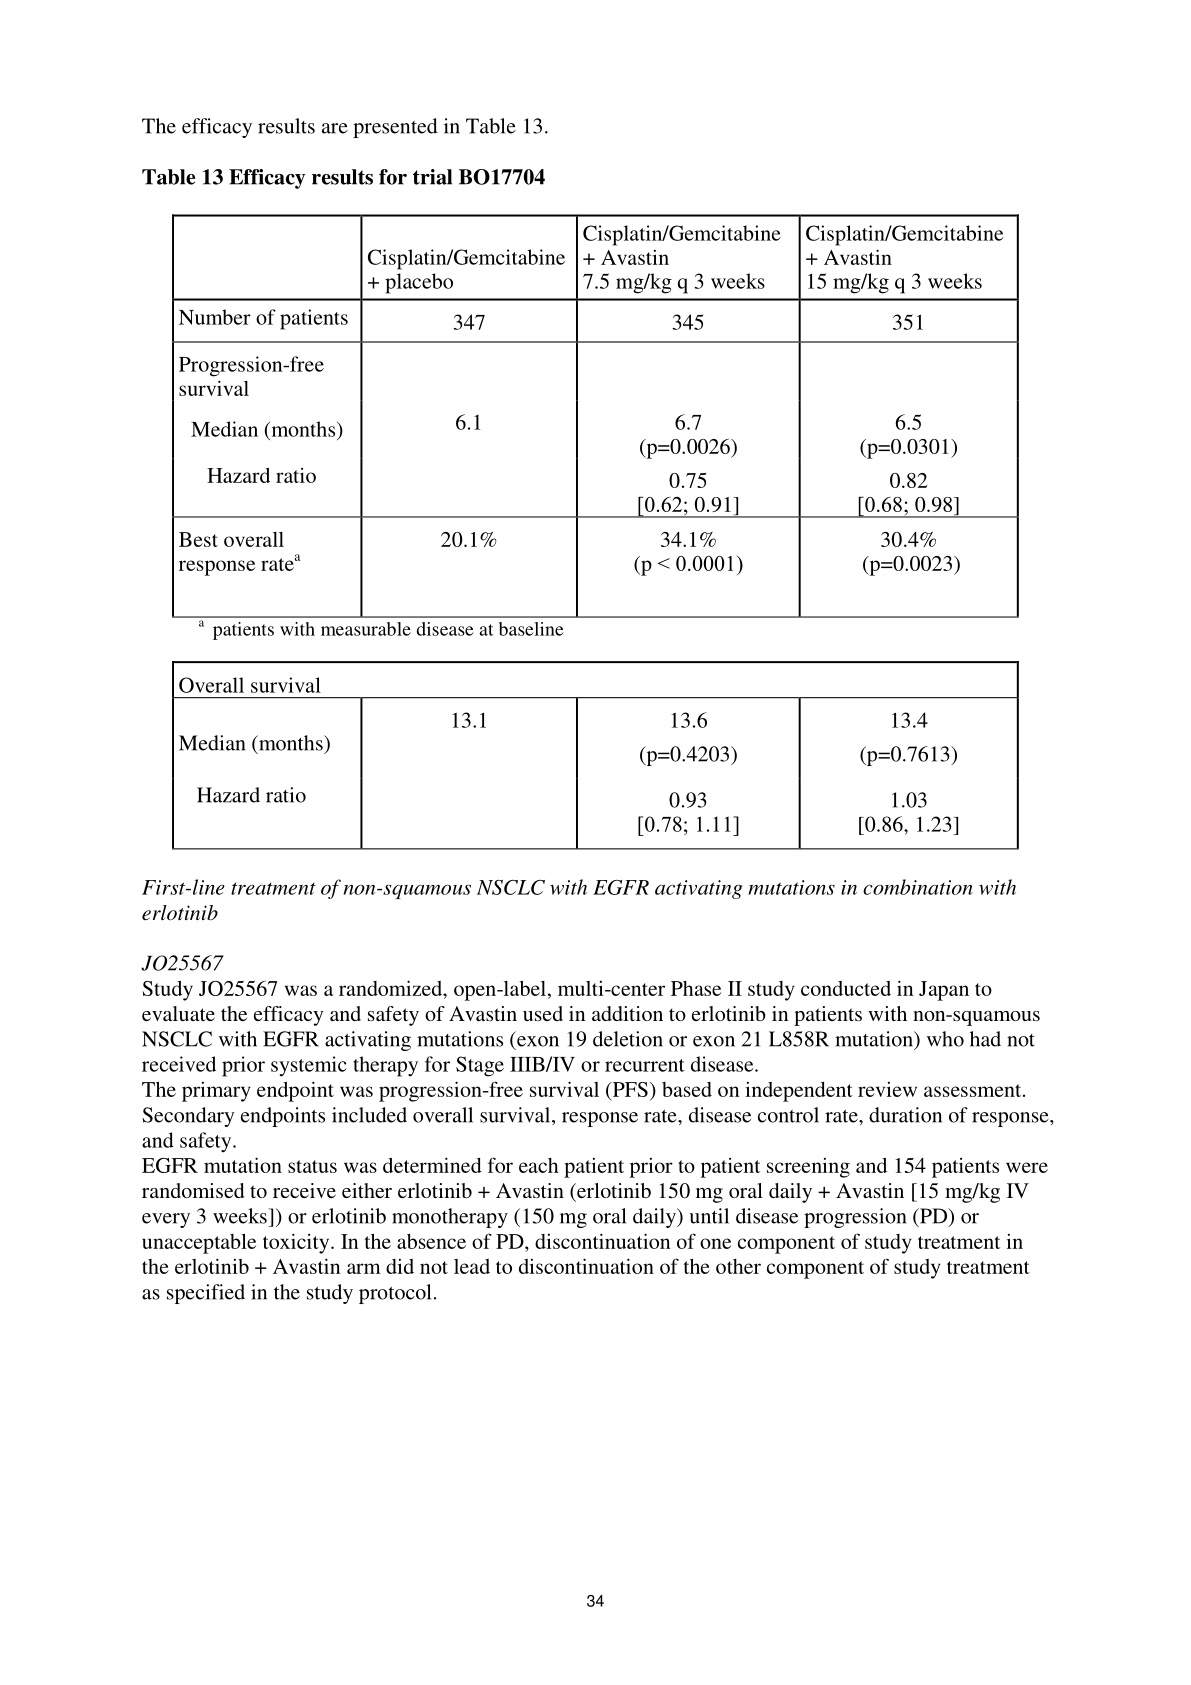 The efficacy results are presented in Table 13.
Table 13 Efficacy results for trial BO17704
Cisplatin/Gemcitabine
+ placebo
Cisplatin/Gemcitabine
+ Avastin
7.5 mg/kg q 3 weeks
Cisplatin/Gemcitabine
+ Avastin
15 mg/kg q 3 weeks
Number of patients 347 345 351
Progression-free
survival
Median (months) 6.1 6.7 6.5
(p=0.0026) (p=0.0301)
Hazard ratio 0.75 0.82
[0.62; 0.91] [0.68; 0.98]
Best overall 20.1% 34.1% 30.4%
response rateᵃ (p < 0.0001) (p=0.0023)
ᵃ patients with measurable disease at baseline
Overall survival
13.1 13.6 13.4
Median (months) (p=0.4203) (p=0.7613)
Hazard ratio 0.93 1.03
[0.78; 1.11] [0.86, 1.23]
First-line treatment of non-squamous NSCLC with EGFR activating mutations in combination with
erlotinib
JO25567
Study JO25567 was a randomized, open-label, multi-center Phase II study conducted in Japan to
evaluate the efficacy and safety of Avastin used in addition to erlotinib in patients with non-squamous
NSCLC with EGFR activating mutations (exon 19 deletion or exon 21 L858R mutation) who had not
received prior systemic therapy for Stage IIIB/IV or recurrent disease.
The primary endpoint was progression-free survival (PFS) based on independent review assessment.
Secondary endpoints included overall survival, response rate, disease control rate, duration of response,
and safety.
EGFR mutation status was determined for each patient prior to patient screening and 154 patients were
randomised to receive either erlotinib + Avastin (erlotinib 150 mg oral daily + Avastin [15 mg/kg IV
every 3 weeks]) or erlotinib monotherapy (150 mg oral daily) until disease progression (PD) or
unacceptable toxicity. In the absence of PD, discontinuation of one component of study treatment in
the erlotinib + Avastin arm did not lead to discontinuation of the other component of study treatment
as specified in the study protocol.
34